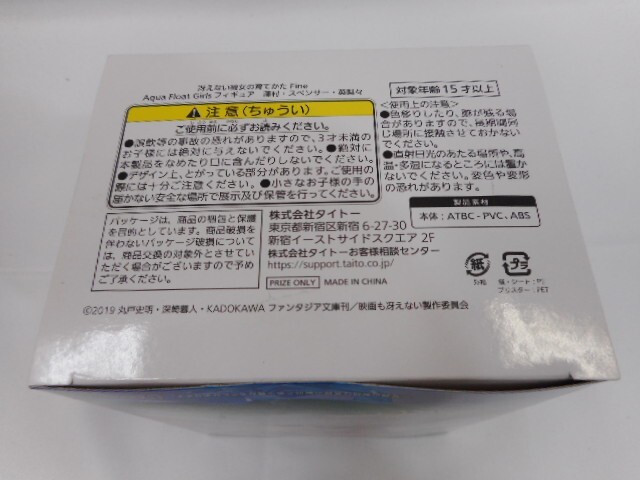 冴えない彼女の育てかた Fine
Aqua Float Girls フィギュア 澤村・スペンサー・英梨々
注意(ちゅうい)
ご使用前に必ずお読みください。
●誤飲等の事故の恐れがありますので、3才未満の
お子様には絶対に与えないでください。●絶対に
本製品をなめたり口に含んだりしないでください。
●デザイン上、とがっている部分があります。ご使用の
際には十分ご注意ください。●小さなお子様の手の
届かない安全な場所で展示及び保管を行ってください。
パッケージは、商品の梱包と保護
を目的としています。商品破損を
伴わないパッケージ破損について
は、商品交換の対象外とさせてい
ただく場合がございますので予め
ご了承ください。
株式会社タイトー
東京都新宿区新宿 6-27-30
新宿イーストサイドスクエア 2F
株式会社タイトーお客様相談センター
https://support.taito.co.jp/
PRIZE ONLY MADE IN CHINA
©2019 丸戸史明・深崎暮人・KADOKAWA ファンタジア文庫刊/映画も冴えない製作委員会
対象年齢15才以上
<使用上の注意>
●色移りしたり、跡が残る場
合がありますので、長期間同
じ場所に接触させておかない
でください。
●直射日光のあたる場所や、高
温・多湿になるところには置か
ないでください。変色や変形
の恐れがあります。
製品素材
本体:ATBC-PVC、ABS
紙
プラ
外箱
箱・シート:
ブリスター:PET